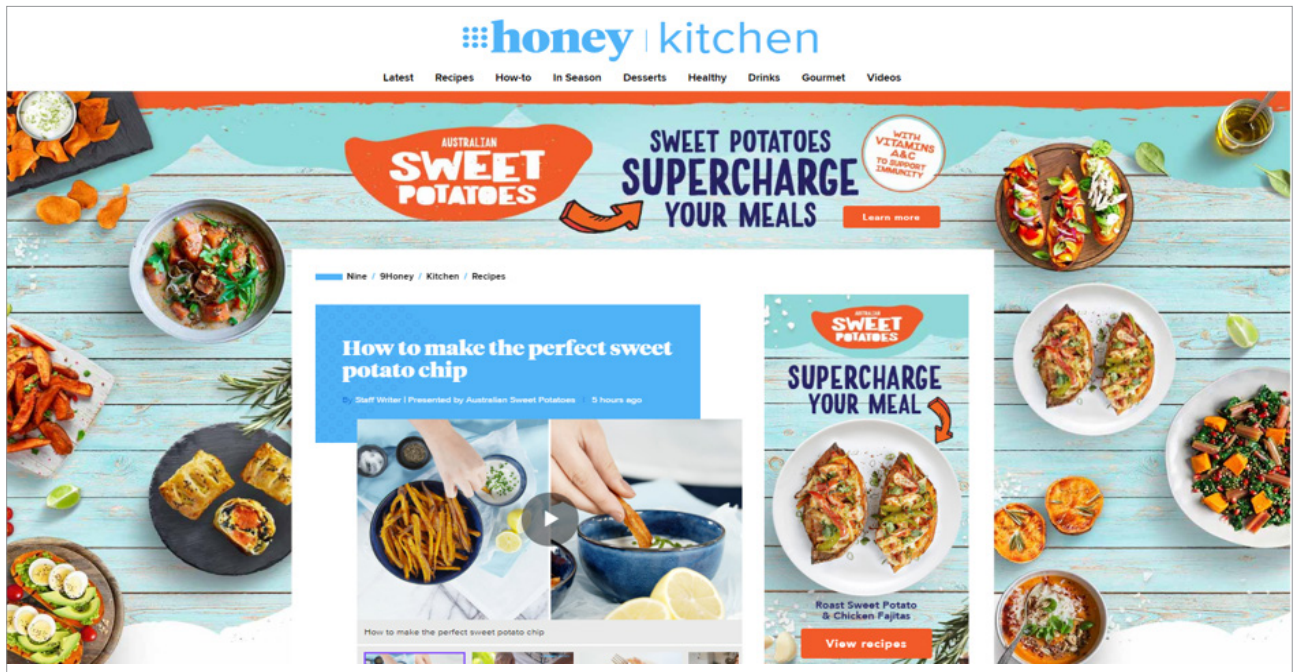 honey | kitchen
Latest Recipes How-to In Season Desserts Healthy Drinks Gourmet Videos
AUSTRALIAN
SWEET
POTATOES
SWEET POTATOES
SUPERCHARGE
YOUR MEALS
WITH
VITAMINS
A&C
TO SUPPORT
IMMUNITY
Learn more
Nine / 9Honey / Kitchen / Recipes
How to make the perfect sweet
potato chip
By Staff Writer | Presented by Australian Sweet Potatoes | 5 hours ago
How to make the perfect sweet potato chip
AUSTRALIAN
SWEET
POTATOES
SUPERCHARGE
YOUR MEAL
Roast Sweet Potato
& Chicken Fajitas
View recipes